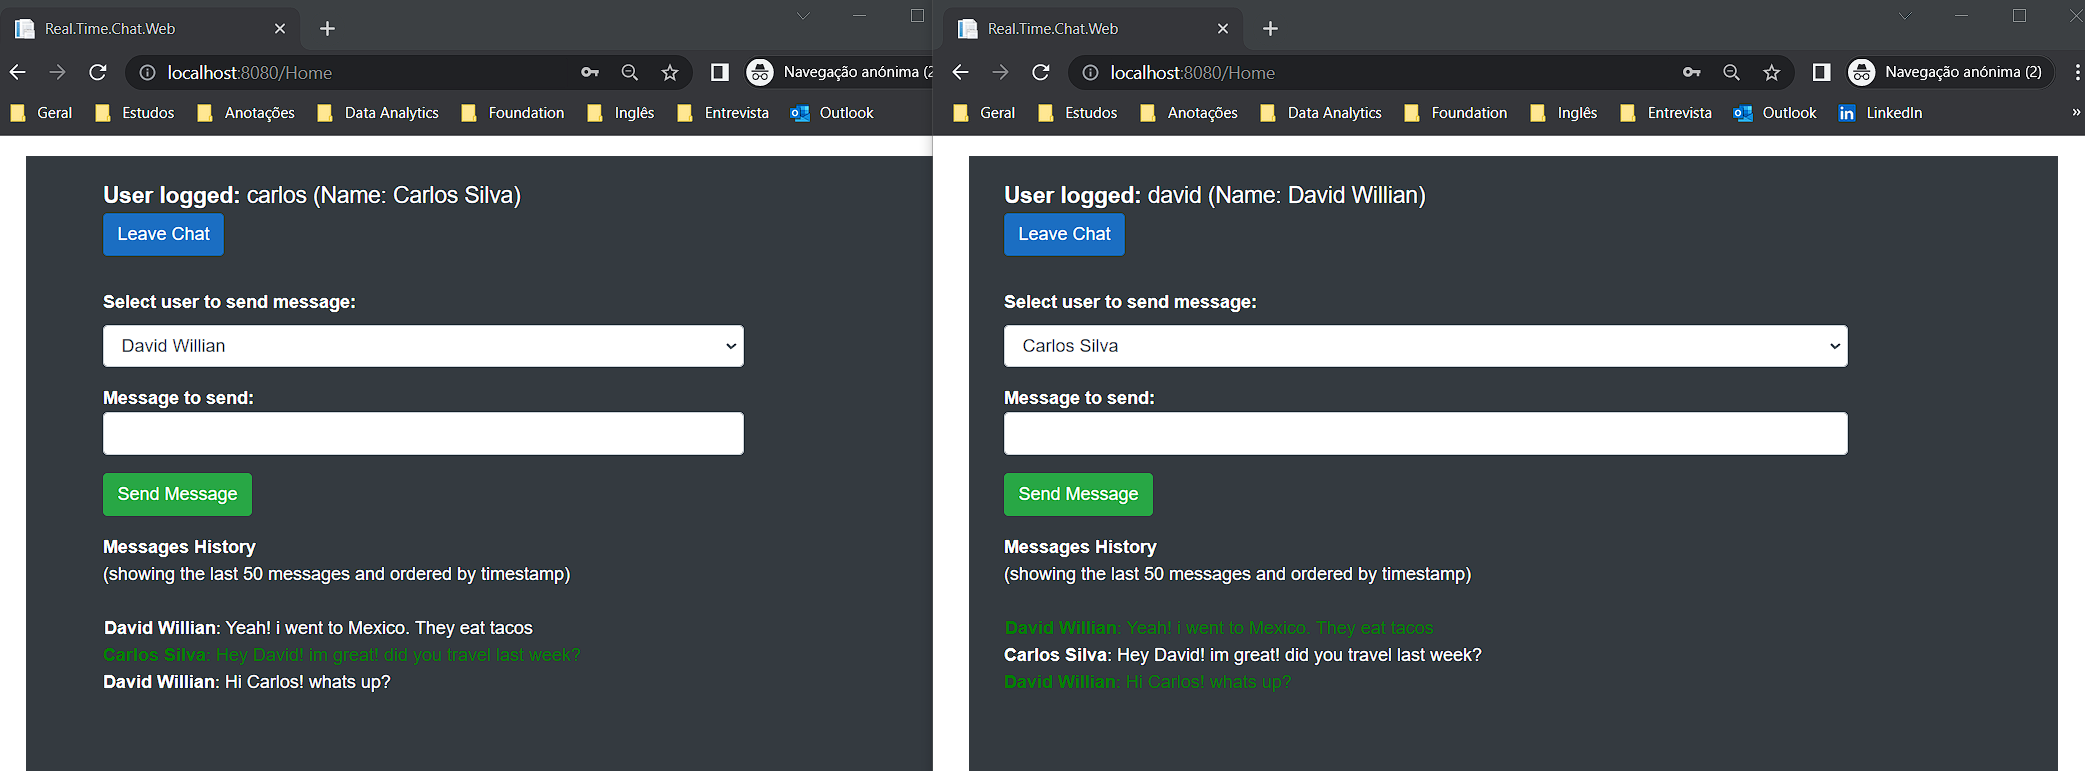 Real.Time.Chat.Web
localhost:8080/Home
Navegação anónima (2
Geral Estudos Anotações Data Analytics Foundation Inglês Entrevista Outlook
User logged: carlos (Name: Carlos Silva)
Leave Chat
Select user to send message:
David Willian
Message to send:
Send Message
Messages History
(showing the last 50 messages and ordered by timestamp)
David Willian: Yeah! i went to Mexico. They eat tacos
Carlos Silva: Hey David! im great! did you travel last week?
David Willian: Hi Carlos! whats up?
Real.Time.Chat.Web
localhost:8080/Home
Navegação anónima (2)
Geral Estudos Anotações Data Analytics Foundation Inglês Entrevista Outlook in LinkedIn »
User logged: david (Name: David Willian)
Leave Chat
Select user to send message:
Carlos Silva
Message to send:
Send Message
Messages History
(showing the last 50 messages and ordered by timestamp)
David Willian: Yeah! i went to Mexico. They eat tacos
Carlos Silva: Hey David! im great! did you travel last week?
David Willian: Hi Carlos! whats up?